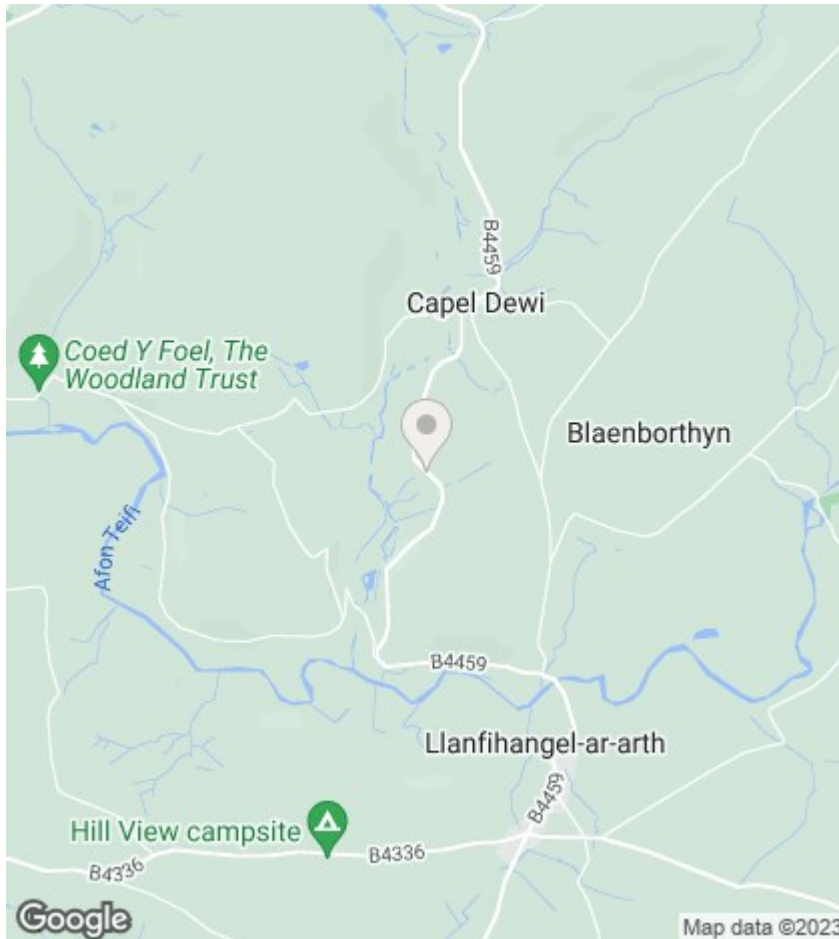 B4459
Capel Dewi
Coed Y Foel, The
Woodland Trust
Blaenborthyn
Afon Teifi
B4459
Llanfihangel-ar-arth
B4459
Hill View campsite
B4336
B4336
Google
Map data ©2023